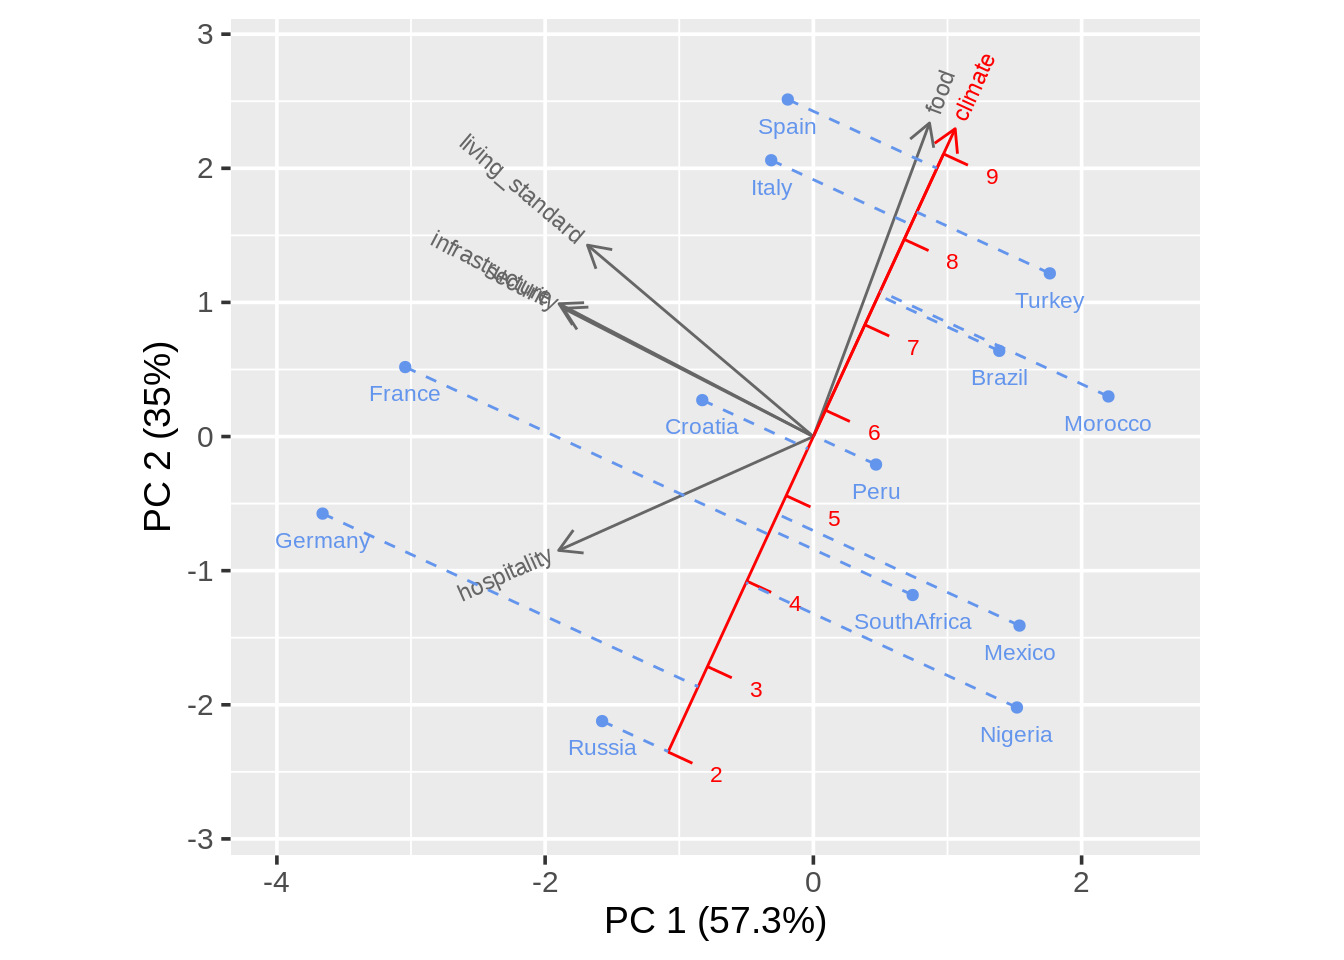 3
2
1
0
-1
-2
-3
PC 2 (35%)
-4
-2
0
2
PC 1 (57.3%)
food
climate
living_standard
infrastructure
security
hospitality
Spain
Italy
Turkey
Brazil
Morocco
France
Croatia
Peru
Germany
SouthAfrica
Mexico
Nigeria
Russia
9
8
7
6
5
4
3
2